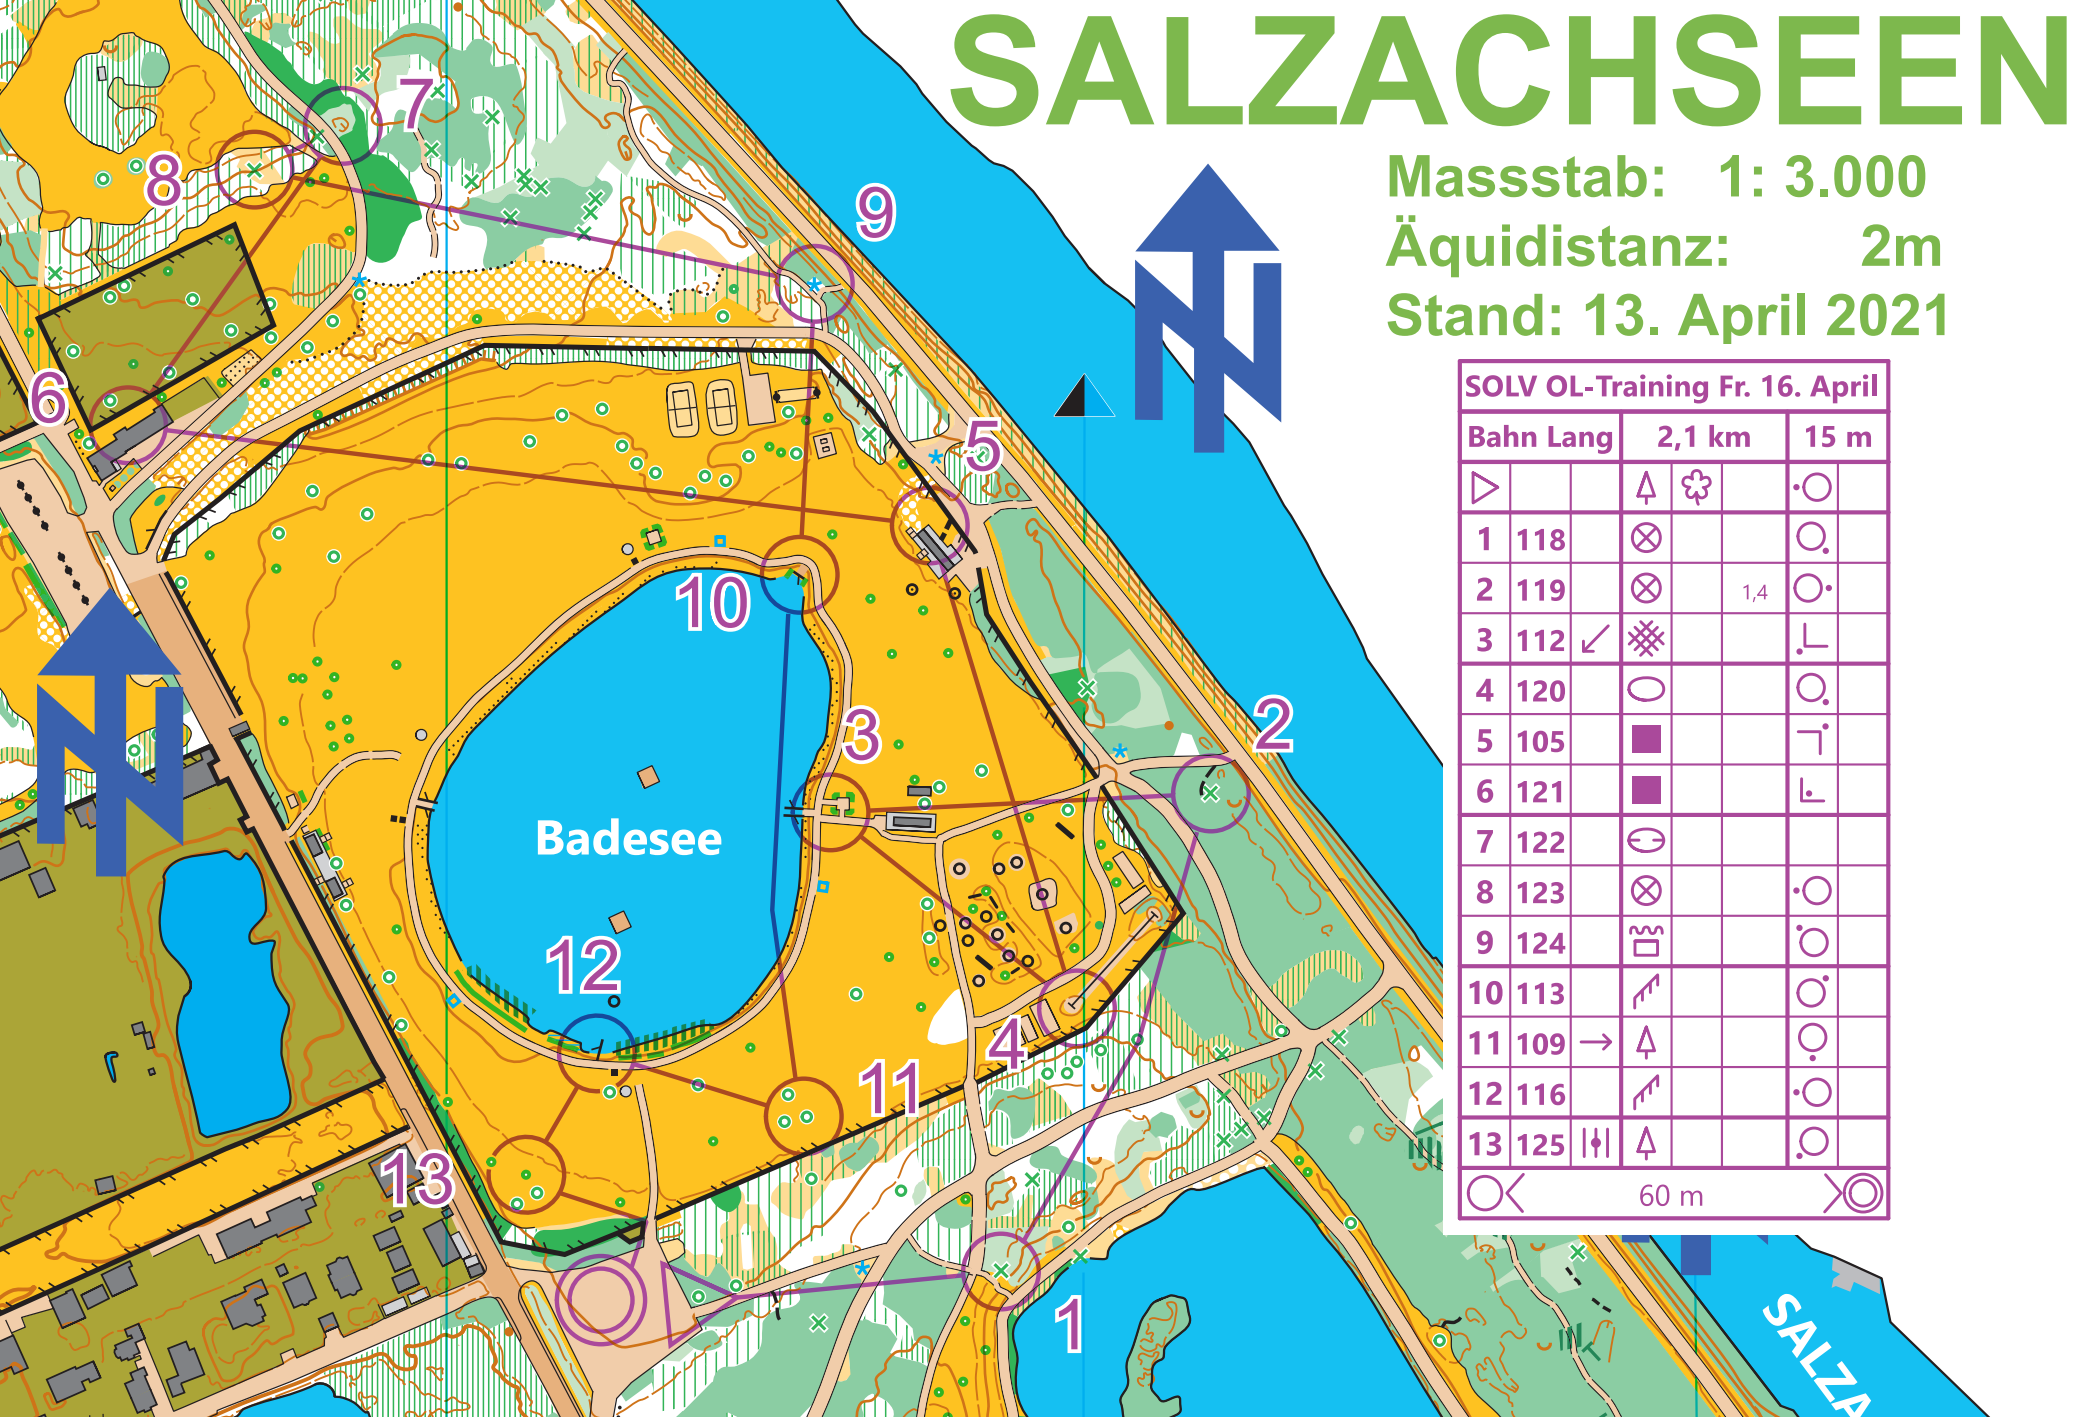 SALZACHSEEN
Massstab: 1: 3.000
Äquidistanz: 2m
Stand: 13. April 2021
SOLV OL-Training Fr. 16. April
Bahn Lang 2,1 km 15 m
1 118
2 119 1,4
3 112
4 120
5 105
6 121
7 122
8 123
9 124
10 113
11 109
12 116
13 125
60 m
7
8
9
6
5
10
2
3
Badesee
12
4
11
13
1
SALZA
N
N